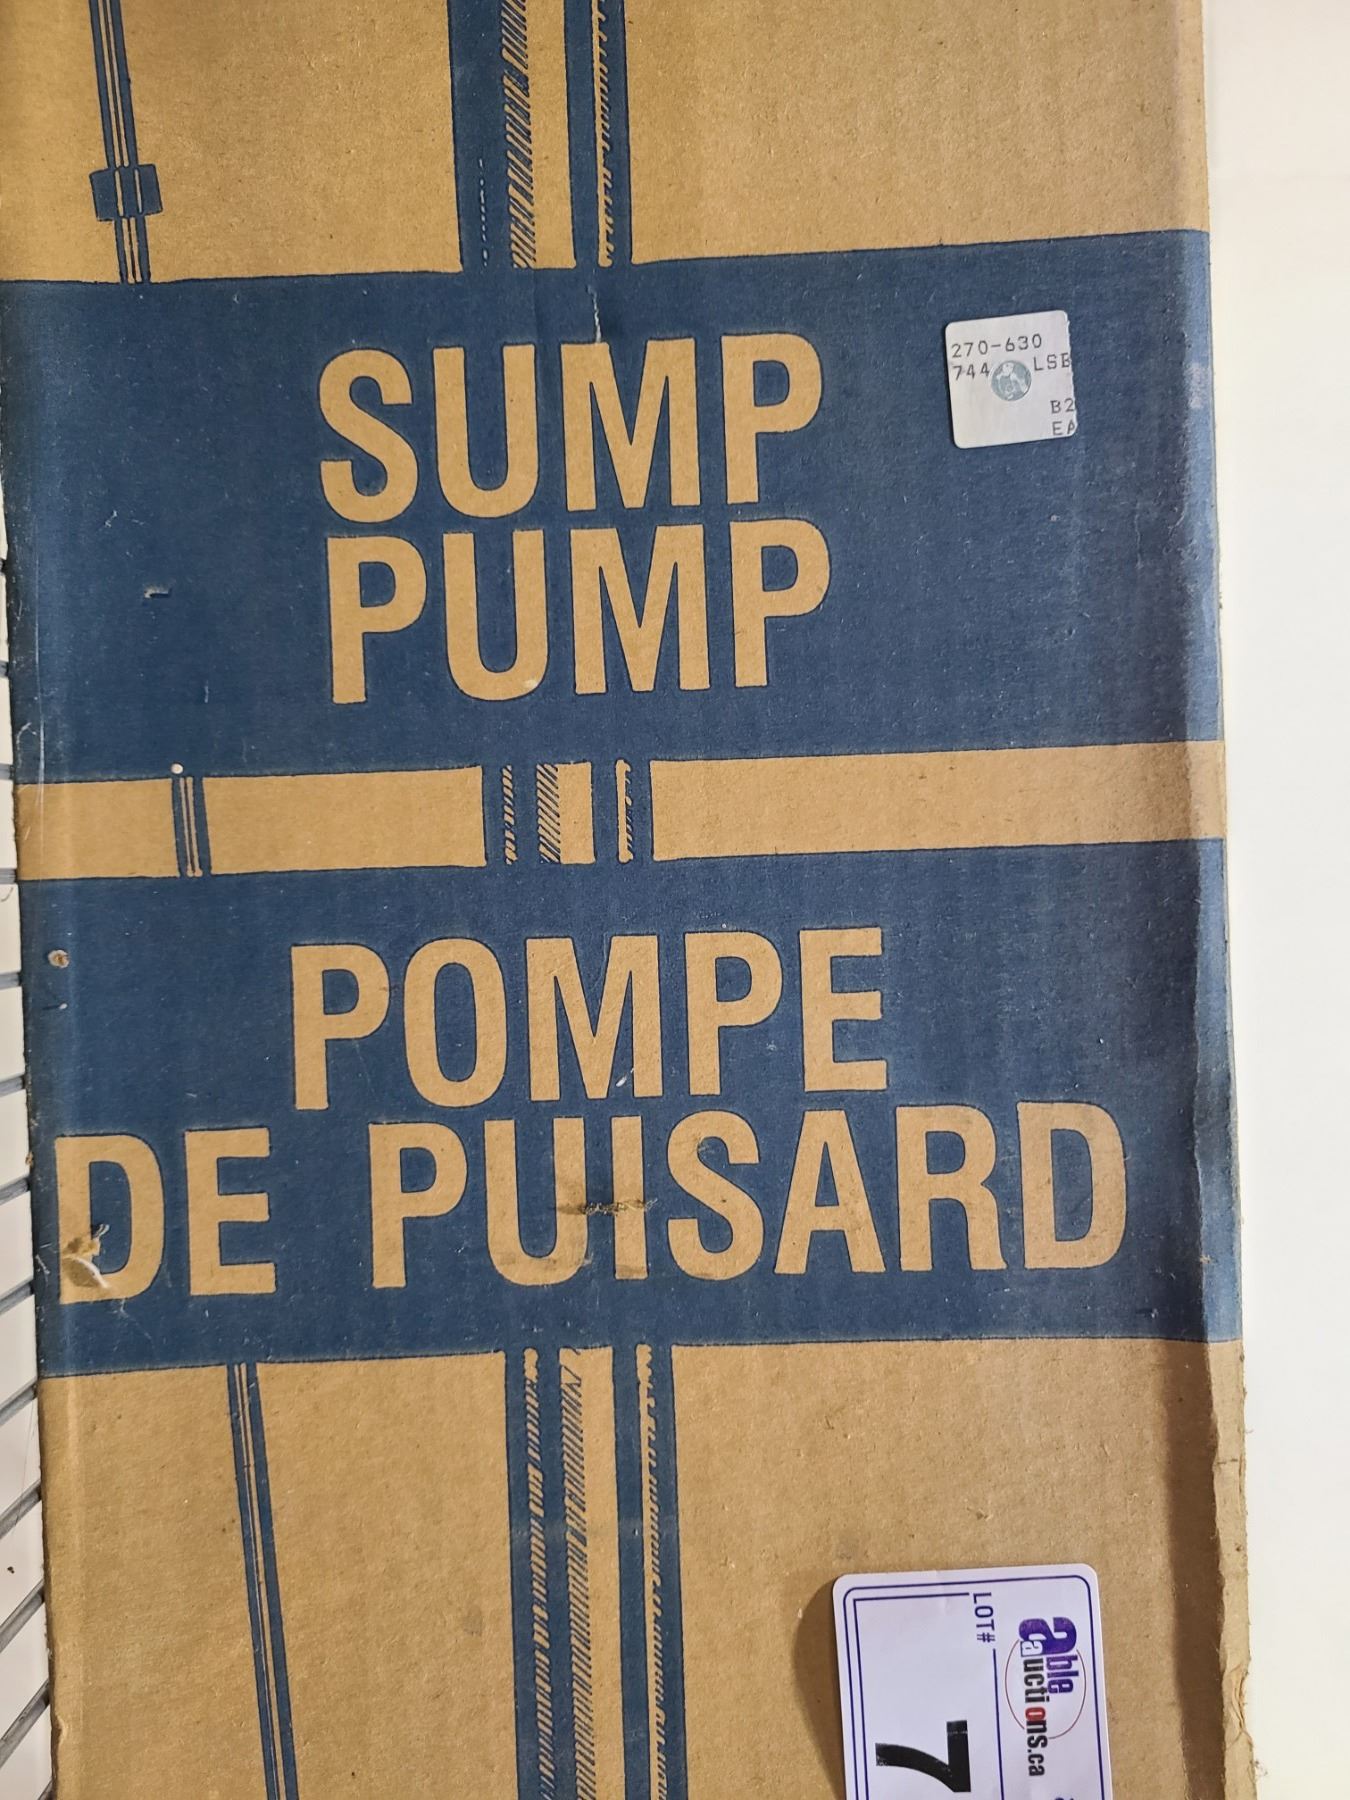 270-630
744 LSB
B2
EA
SUMP
PUMP
POMPE
DE PUISARD
able
auctions.ca
LOT#
7